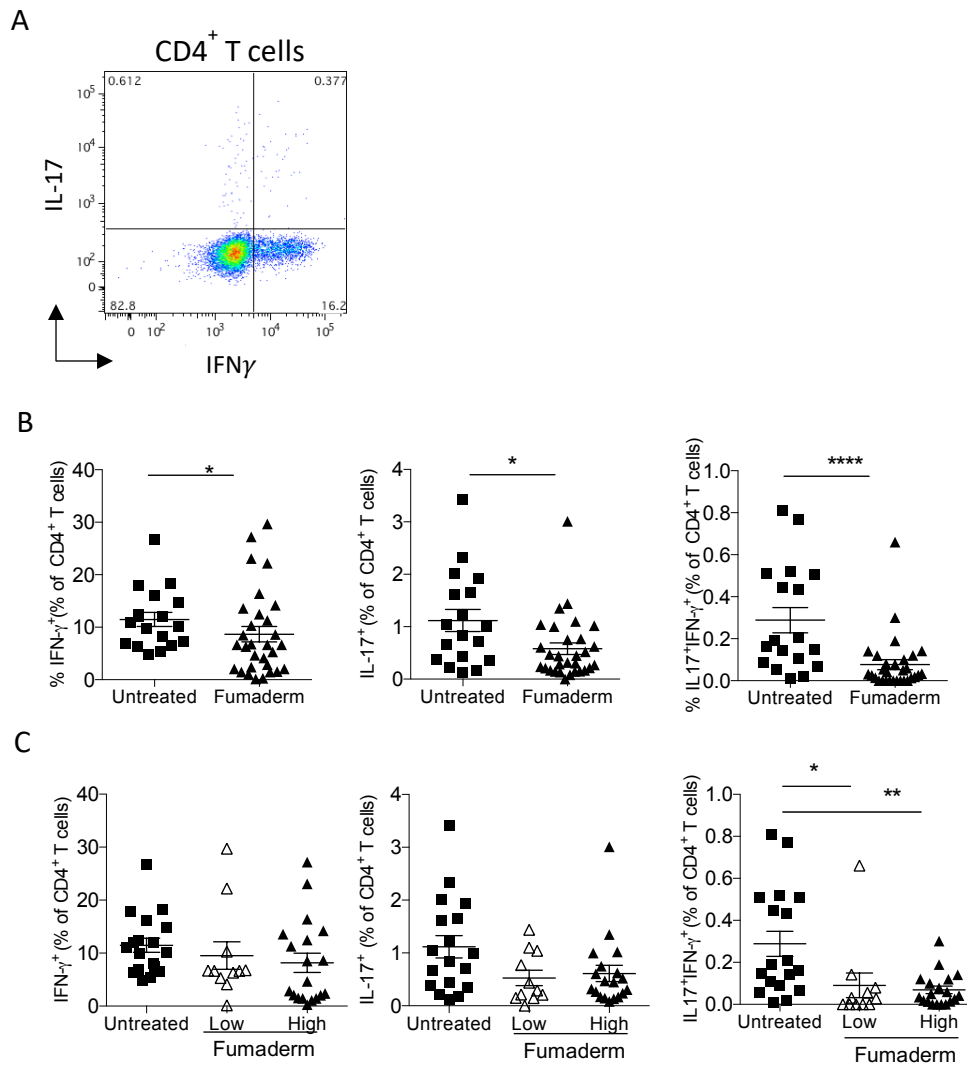 A
CD4+ T cells
0.612 0.377
10^5
10^4
10^3
10^2
0
82.8 16.2
0 10^2 10^3 10^4 10^5
IL-17
IFNγ
B
% IFN-γ+(% of CD4+ T cells)
40
30
20
10
0
*
Untreated Fumaderm
IL-17+ (% of CD4+ T cells)
4
3
2
1
0
*
Untreated Fumaderm
% IL17+IFN-γ+ (% of CD4+ T cells)
1.0
0.8
0.6
0.4
0.2
0.0
****
Untreated Fumaderm
C
IFN-γ+ (% of CD4+ T cells)
40
30
20
10
0
Untreated Low High
Fumaderm
IL-17+ (% of CD4+ T cells)
4
3
2
1
0
Untreated Low High
Fumaderm
IL17+IFN-γ+ (% of CD4+ T cells)
1.0
0.8
0.6
0.4
0.2
0.0
*
**
Untreated Low High
Fumaderm